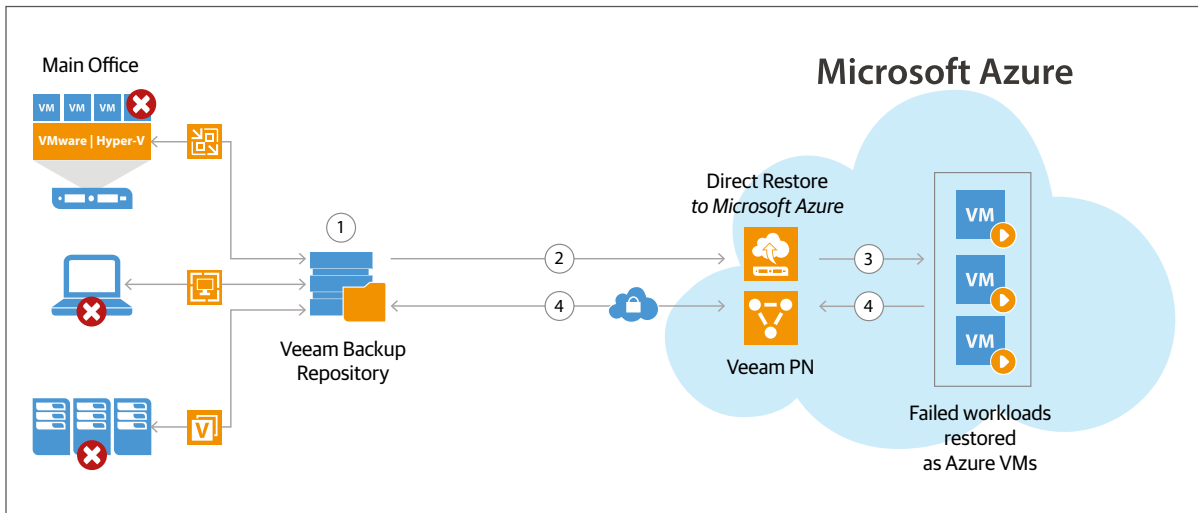 Microsoft Azure
Main Office
VM VM VM
VMware | Hyper-V
1
Veeam Backup
Repository
V
2
4
Direct Restore
to Microsoft Azure
Veeam PN
3
4
VM
VM
VM
Failed workloads
restored
as Azure VMs